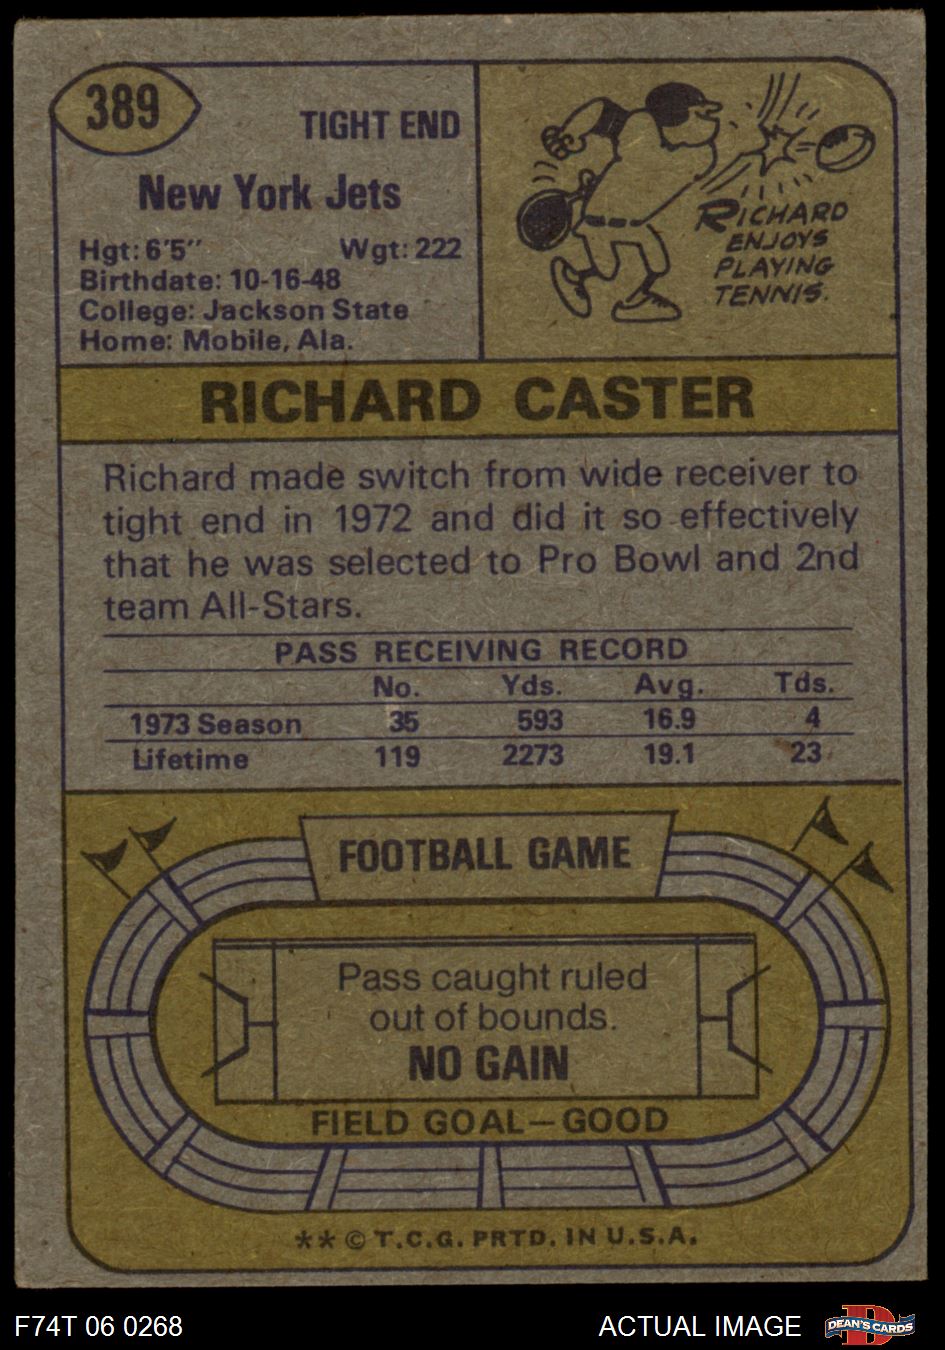 389
TIGHT END
New York Jets
Hgt: 6'5" Wgt: 222
Birthdate: 10-16-48
College: Jackson State
Home: Mobile, Ala.
RICHARD
ENJOYS
PLAYING
TENNIS.
RICHARD CASTER
Richard made switch from wide receiver to
tight end in 1972 and did it so effectively
that he was selected to Pro Bowl and 2nd
team All-Stars.
PASS RECEIVING RECORD
No. Yds. Avg. Tds.
1973 Season 35 593 16.9 4
Lifetime 119 2273 19.1 23
FOOTBALL GAME
Pass caught ruled
out of bounds.
NO GAIN
FIELD GOAL—GOOD
** © T.C.G. PRTD. IN U.S.A.
F74T 06 0268 ACTUAL IMAGE DEAN'S CARDS